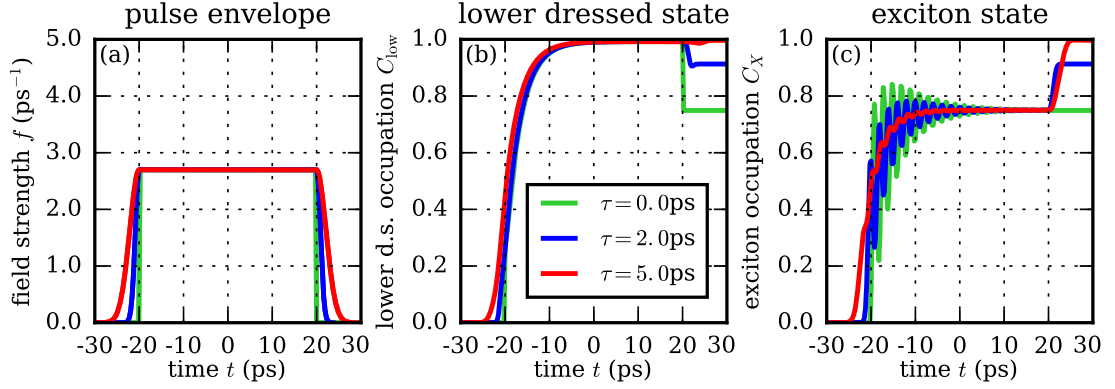 pulse envelope
lower dressed state
exciton state
(a)
(b)
(c)
field strength f (ps⁻¹)
5.0
4.0
3.0
2.0
1.0
0.0
-30 -20 -10 0 10 20 30
time t (ps)
lower d.s. occupation C_low
1.0
0.8
0.6
0.4
0.2
0.0
-30 -20 -10 0 10 20 30
time t (ps)
τ = 0.0ps
τ = 2.0ps
τ = 5.0ps
exciton occupation C_X
1.0
0.8
0.6
0.4
0.2
0.0
-30 -20 -10 0 10 20 30
time t (ps)